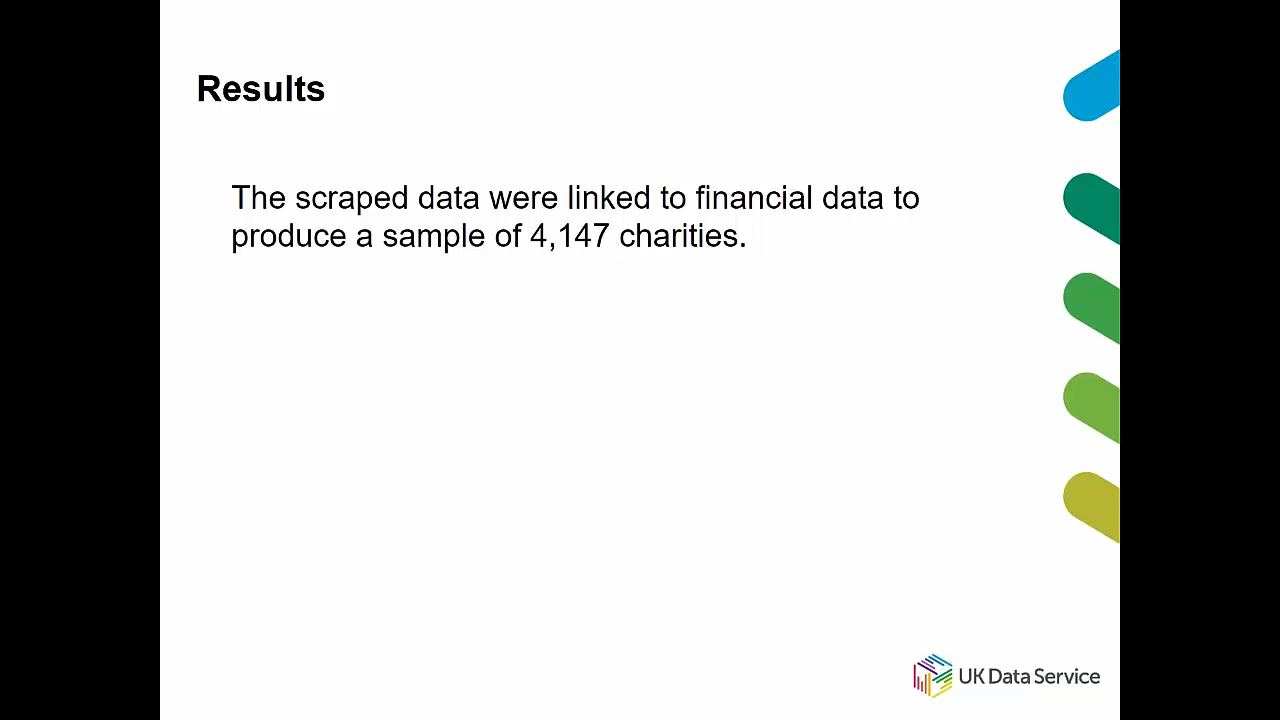 Results
The scraped data were linked to financial data to
produce a sample of 4,147 charities.
UK Data Service